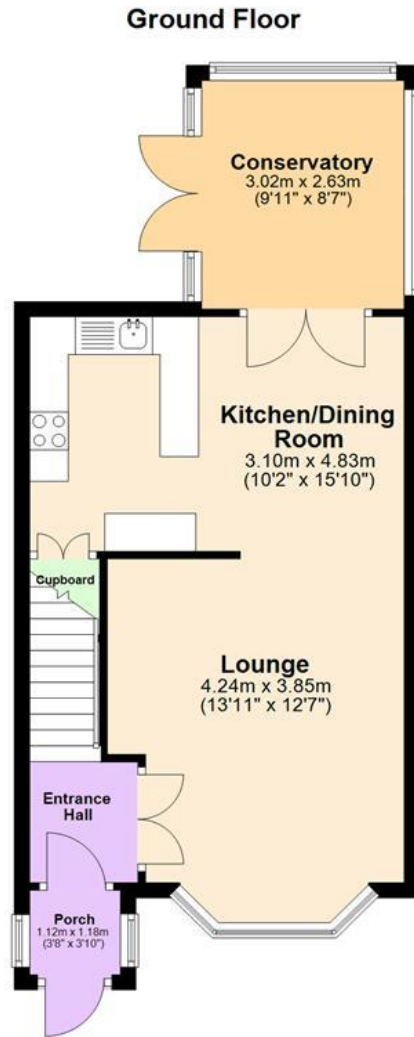 Ground Floor
Conservatory
3.02m x 2.63m
(9'11" x 8'7")
Kitchen/Dining
Room
3.10m x 4.83m
(10'2" x 15'10")
Cupboard
Lounge
4.24m x 3.85m
(13'11" x 12'7")
Entrance
Hall
Porch
1.12m x 1.18m
(3'8" x 3'10")